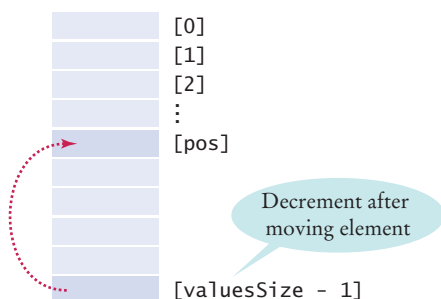 [0]
[1]
[2]
⋮
[pos]
Decrement after
moving element
[valuesSize - 1]